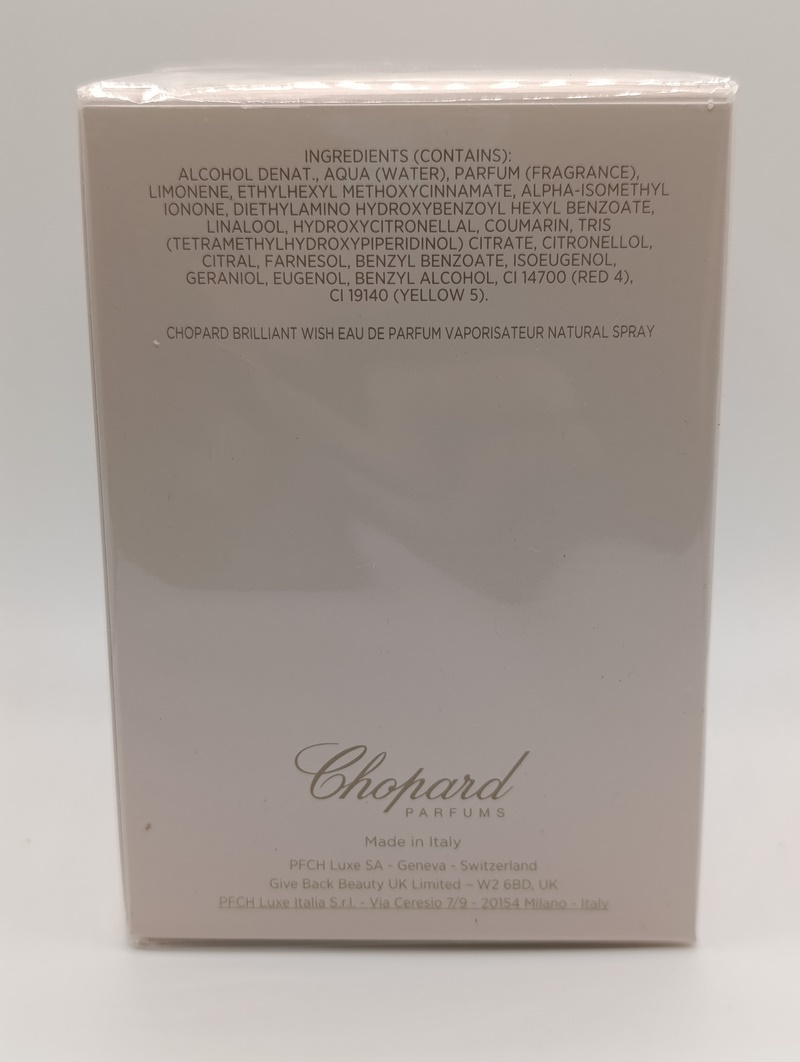 INGREDIENTS (CONTAINS):
ALCOHOL DENAT., AQUA (WATER), PARFUM (FRAGRANCE),
LIMONENE, ETHYLHEXYL METHOXYCINNAMATE, ALPHA-ISOMETHYL
IONONE, DIETHYLAMINO HYDROXYBENZOYL HEXYL BENZOATE,
LINALOOL, HYDROXYCITRONELLAL, COUMARIN, TRIS
(TETRAMETHYLHYDROXYPIPERIDINOL) CITRATE, CITRONELLOL,
CITRAL, FARNESOL, BENZYL BENZOATE, ISOEUGENOL,
GERANIOL, EUGENOL, BENZYL ALCOHOL, CI 14700 (RED 4),
CI 19140 (YELLOW 5).
CHOPARD BRILLIANT WISH EAU DE PARFUM VAPORISATEUR NATURAL SPRAY
Chopard
PARFUMS
Made in Italy
PFCH Luxe SA - Geneva - Switzerland
Give Back Beauty UK Limited – W2 6BD, UK
PFCH Luxe Italia S.r.l. - Via Ceresio 7/9 - 20154 Milano - Italy